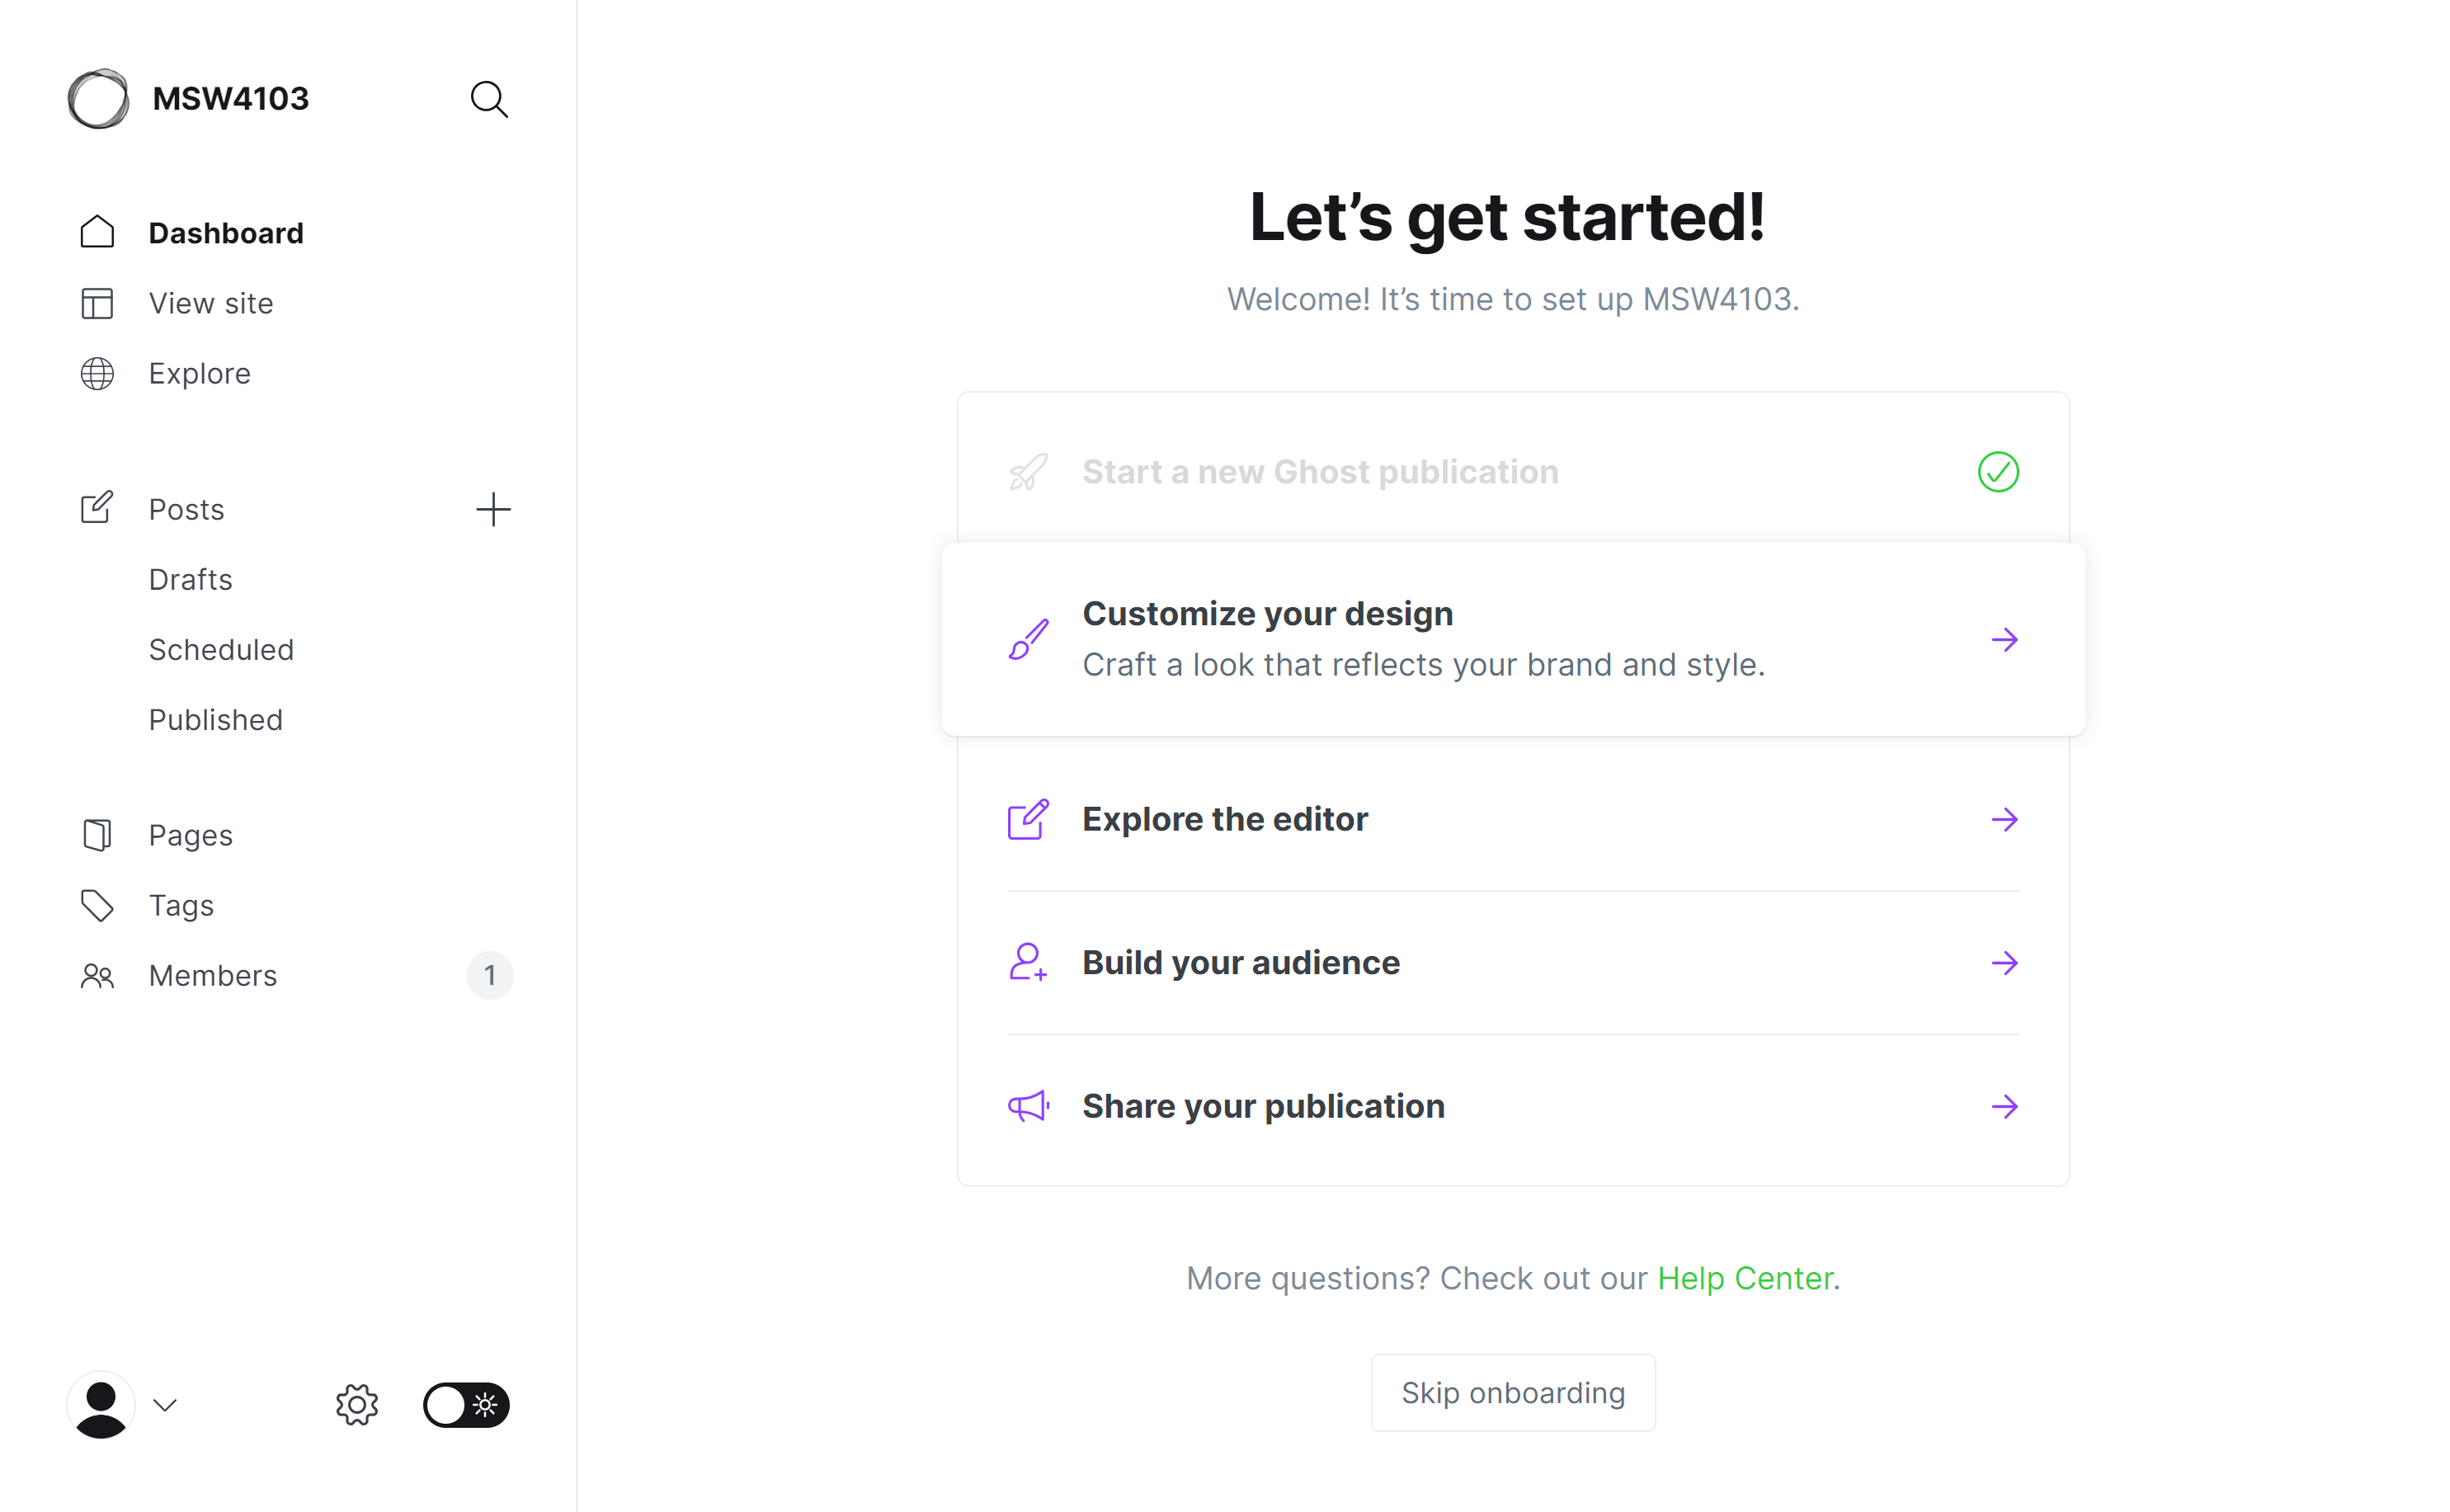 MSW4103
Dashboard
View site
Explore
Posts
Drafts
Scheduled
Published
Pages
Tags
Members
1
Let’s get started!
Welcome! It’s time to set up MSW4103.
Start a new Ghost publication
Customize your design
Craft a look that reflects your brand and style.
Explore the editor
Build your audience
Share your publication
More questions? Check out our Help Center.
Skip onboarding